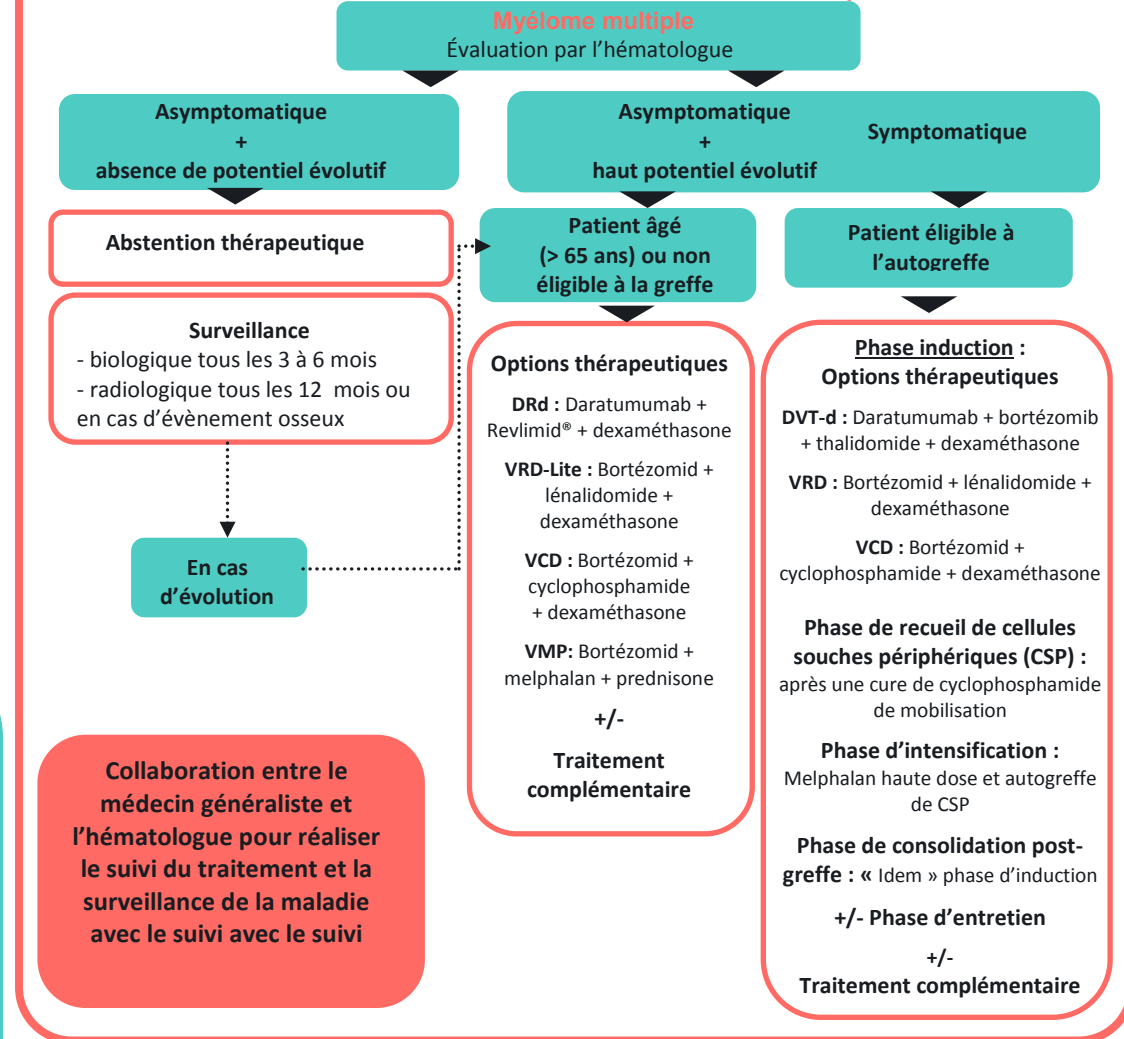 Myélome multiple
Évaluation par l’hématologue
Asymptomatique
+
absence de potentiel évolutif
Asymptomatique
+
haut potentiel évolutif
Symptomatique
Abstention thérapeutique
Surveillance
- biologique tous les 3 à 6 mois
- radiologique tous les 12 mois ou
en cas d’évènement osseux
En cas
d’évolution
Patient âgé
(> 65 ans) ou non
éligible à la greffe
Options thérapeutiques
DRd : Daratumumab +
Revlimid® + dexaméthasone
VRD-Lite : Bortézomid +
lénalidomide +
dexaméthasone
VCD : Bortézomid +
cyclophosphamide
+ dexaméthasone
VMP: Bortézomid +
melphalan + prednisone
+/-
Traitement
complémentaire
Patient éligible à
l’autogreffe
Phase induction :
Options thérapeutiques
DVT-d : Daratumumab + bortézomib
+ thalidomide + dexaméthasone
VRD : Bortézomid + lénalidomide +
dexaméthasone
VCD : Bortézomid +
cyclophosphamide + dexaméthasone
Phase de recueil de cellules
souches périphériques (CSP) :
après une cure de cyclophosphamide
de mobilisation
Phase d’intensification :
Melphalan haute dose et autogreffe
de CSP
Phase de consolidation post-
greffe : « Idem » phase d’induction
+/- Phase d’entretien
+/-
Traitement complémentaire
Collaboration entre le
médecin généraliste et
l’hématologue pour réaliser
le suivi du traitement et la
surveillance de la maladie
avec le suivi avec le suivi